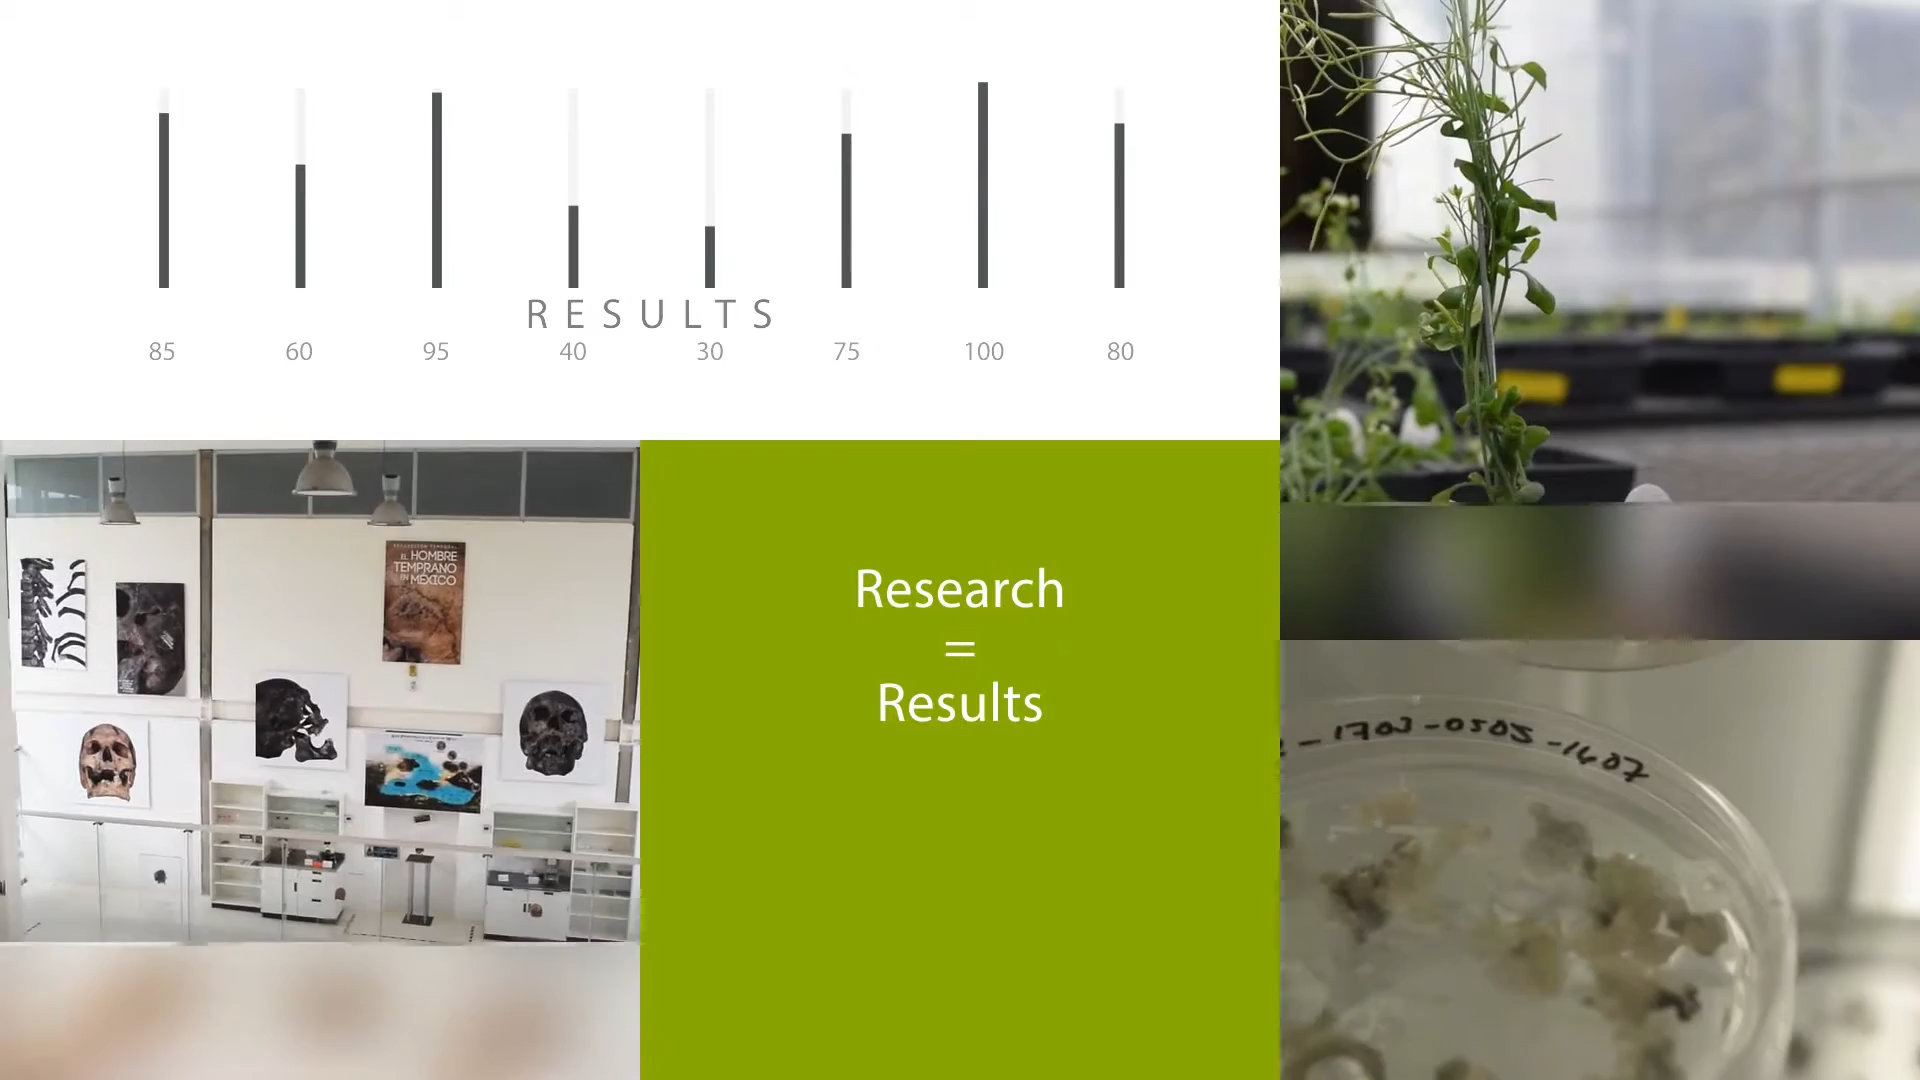 RESULTS
85 60 95 40 30 75 100 80
EL HOMBRE
TEMPRANO
EN MÉXICO
Research
=
Results
- 1703-0505-1407